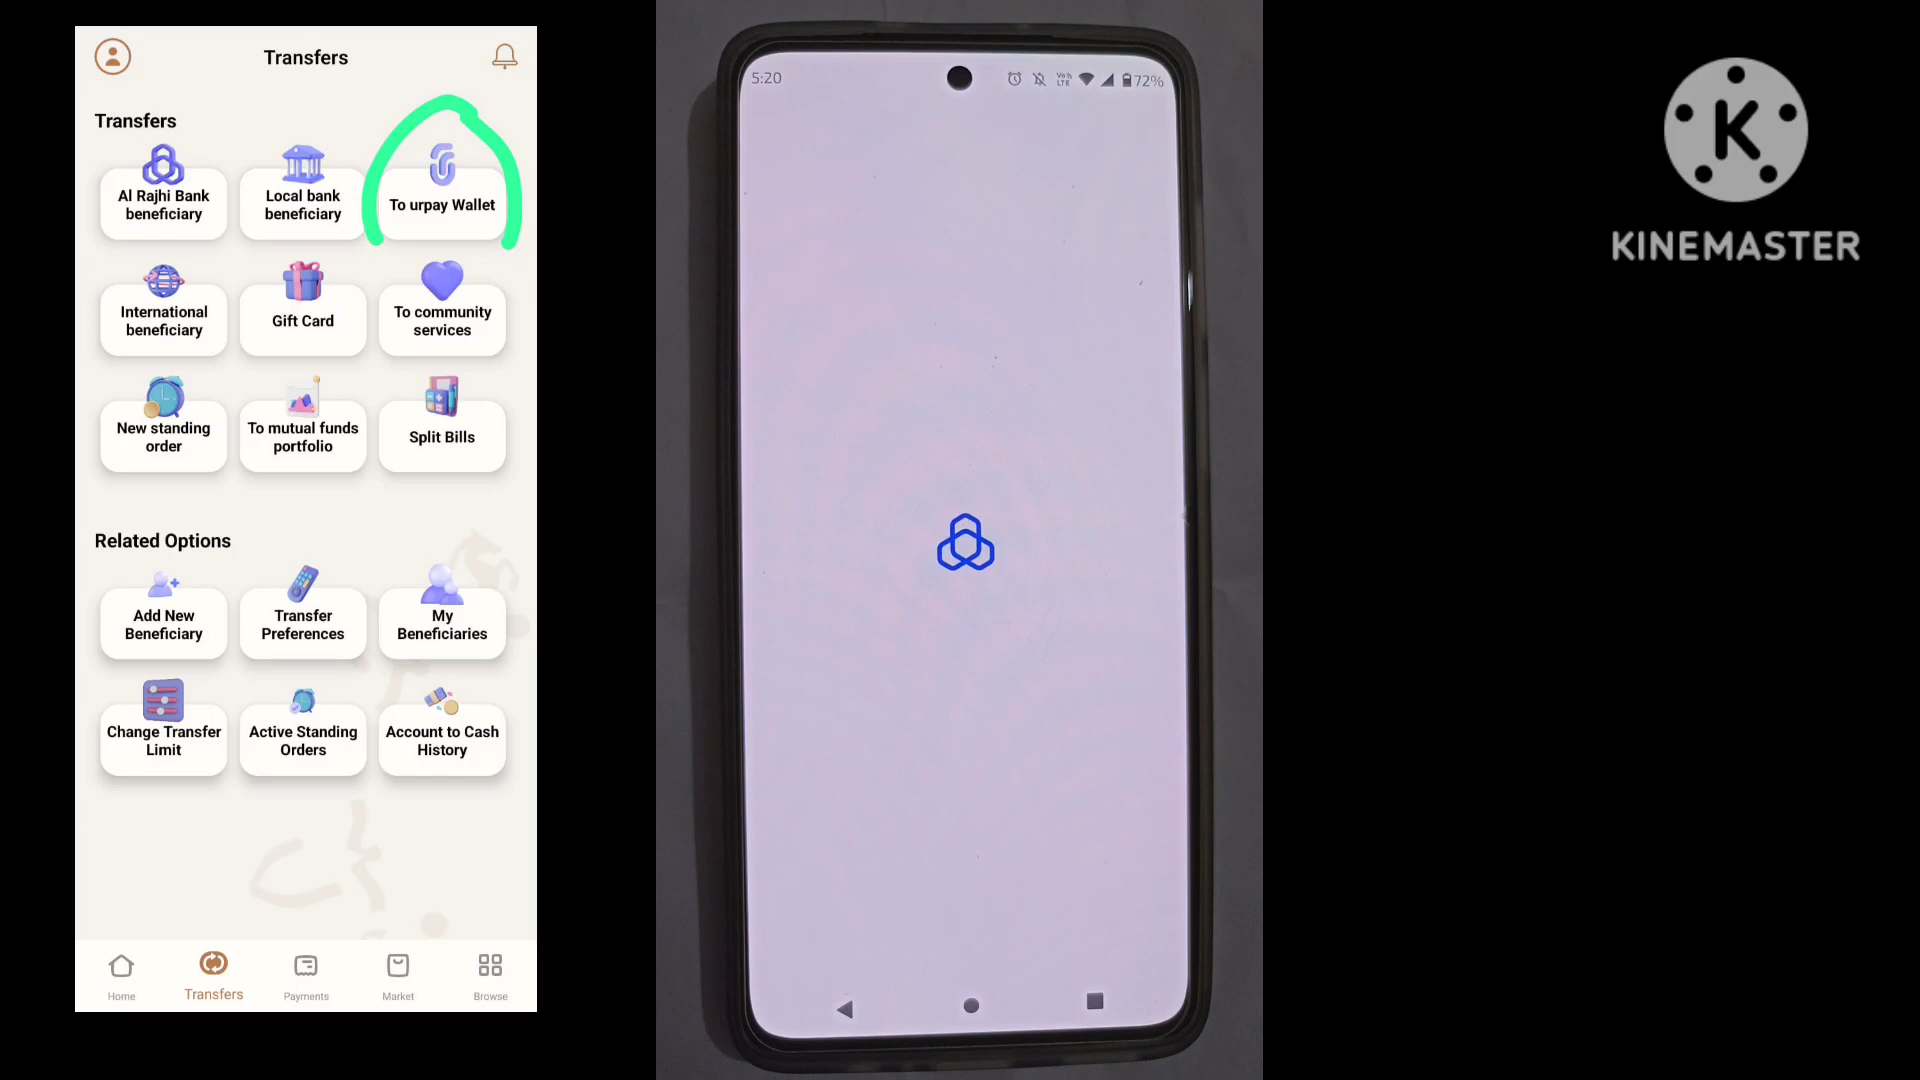 Transfers
Transfers
Al Rajhi Bank
beneficiary
Local bank
beneficiary
To urpay Wallet
International
beneficiary
Gift Card
To community
services
New standing
order
To mutual funds
portfolio
Split Bills
Related Options
Add New
Beneficiary
Transfer
Preferences
My
Beneficiaries
Change Transfer
Limit
Active Standing
Orders
Account to Cash
History
Home
Transfers
Payments
Market
Browse
5:20
Vo
LTE
72%
K
KINEMASTER